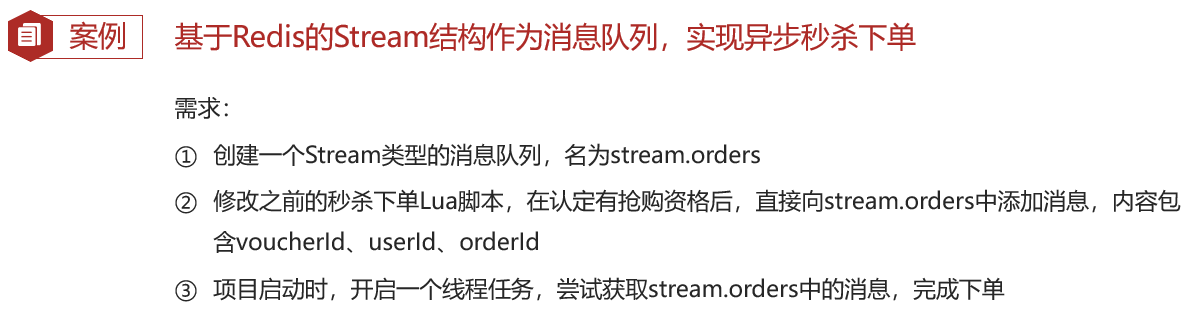 案例 基于Redis的Stream结构作为消息队列，实现异步秒杀下单
需求：
① 创建一个Stream类型的消息队列，名为stream.orders
② 修改之前的秒杀下单Lua脚本，在认定有抢购资格后，直接向stream.orders中添加消息，内容包
含voucherId、userId、orderId
③ 项目启动时，开启一个线程任务，尝试获取stream.orders中的消息，完成下单